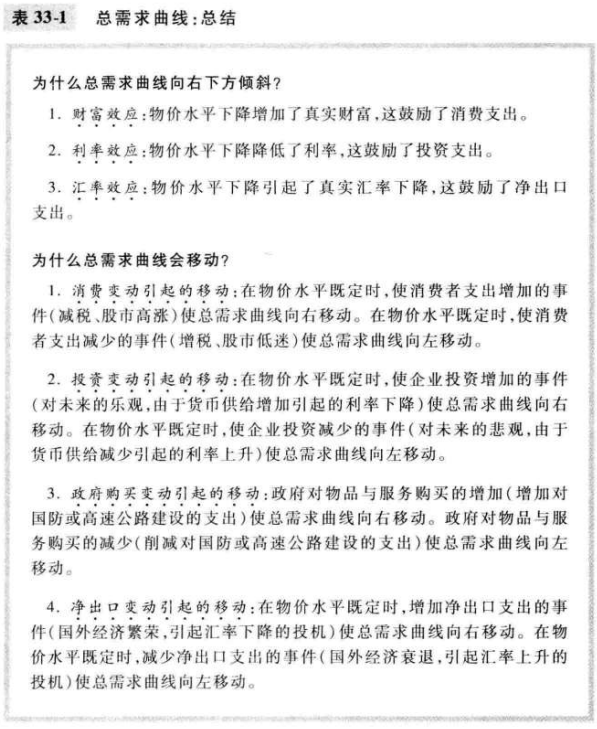 表 33-1 总需求曲线:总结
为什么总需求曲线向右下方倾斜?
1. 财富效应:物价水平下降增加了真实财富,这鼓励了消费支出。
2. 利率效应:物价水平下降降低了利率,这鼓励了投资支出。
3. 汇率效应:物价水平下降引起了真实汇率下降,这鼓励了净出口
支出。
为什么总需求曲线会移动?
1. 消费变动引起的移动:在物价水平既定时,使消费者支出增加的事
件(减税、股市高涨)使总需求曲线向右移动。在物价水平既定时,使消费
者支出减少的事件(增税、股市低迷)使总需求曲线向左移动。
2. 投资变动引起的移动:在物价水平既定时,使企业投资增加的事件
(对未来的乐观,由于货币供给增加引起的利率下降)使总需求曲线向右
移动。在物价水平既定时,使企业投资减少的事件(对未来的悲观,由于
货币供给减少引起的利率上升)使总需求曲线向左移动。
3. 政府购买变动引起的移动:政府对物品与服务购买的增加(增加对
国防或高速公路建设的支出)使总需求曲线向右移动。政府对物品与服
务购买的减少(削减对国防或高速公路建设的支出)使总需求曲线向左
移动。
4. 净出口变动引起的移动:在物价水平既定时,增加净出口支出的事
件(国外经济繁荣,引起汇率下降的投机)使总需求曲线向右移动。在物
价水平既定时,减少净出口支出的事件(国外经济衰退,引起汇率上升的
投机)使总需求曲线向左移动。